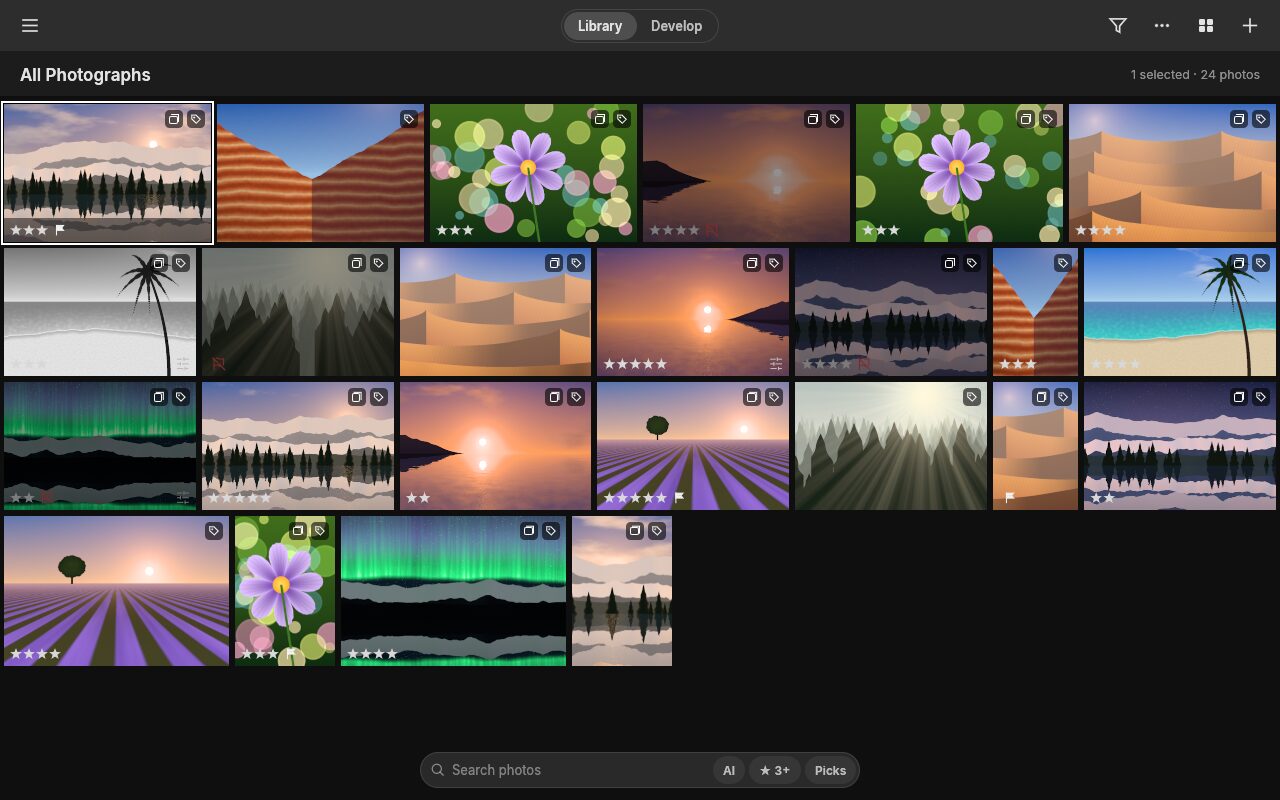 Library
Develop
All Photographs
1 selected · 24 photos
Search photos
AI
★ 3+
Picks